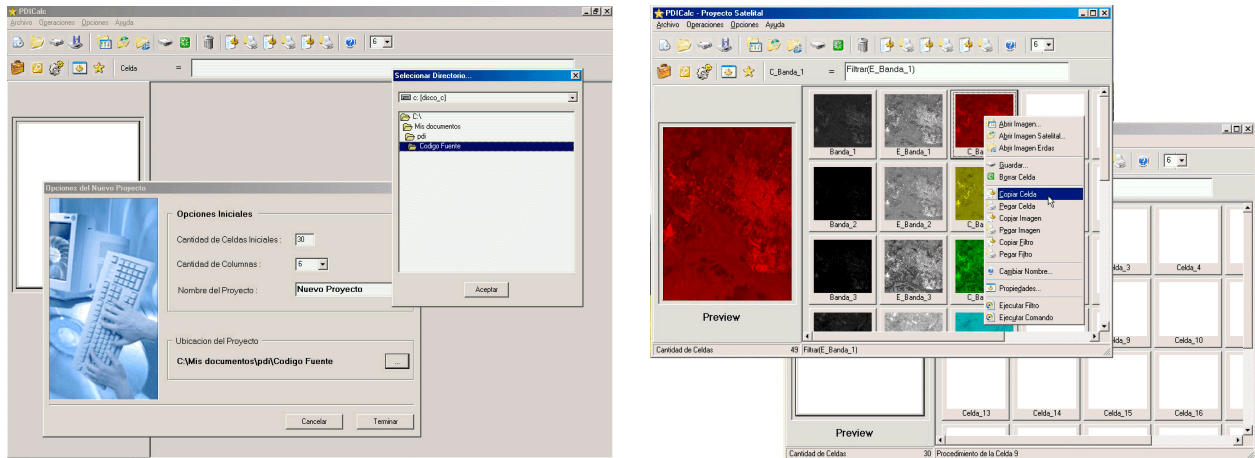 PDICalc
Archivo Operaciones Opciones Ayuda
6
Celda =
Selecionar Directorio...
c: [disco_c]
C:\
Mis documentos
pdi
Codigo Fuente
Aceptar
Opciones del Nuevo Proyecto
Opciones Iniciales
Cantidad de Celdas Iniciales : 30
Cantidad de Columnas : 6
Nombre del Proyecto : Nuevo Proyecto
Ubicacion del Proyecto
C:\Mis documentos\pdi\Codigo Fuente ...
Cancelar Terminar
PDICalc - Proyecto Satelital
Archivo Operaciones Opciones Ayuda
6
C_Banda_1 = Filtrar(E_Banda_1)
Banda_1 E_Banda_1 C_Ba
Banda_2 E_Banda_2 C_Ba
Banda_3 E_Banda_3 C_Ba
Preview
Abrir Imagen...
Abrir Imagen Satelital...
Abrir Imagen Erdas
Guardar...
Borrar Celda
Copiar Celda
Pegar Celda
Copiar Imagen
Pegar Imagen
Copiar Filtro
Pegar Filtro
Cambiar Nombre...
Propiedades...
Ejecutar Filtro
Ejecutar Comando
Cantidad de Celdas 49 Filtrar(E_Banda_1)
6
elda_3 Celda_4
elda_9 Celda_10
Celda_13 Celda_14 Celda_15 Celda_16
Preview
Cantidad de Celdas 30 Procedimiento de la Celda 9